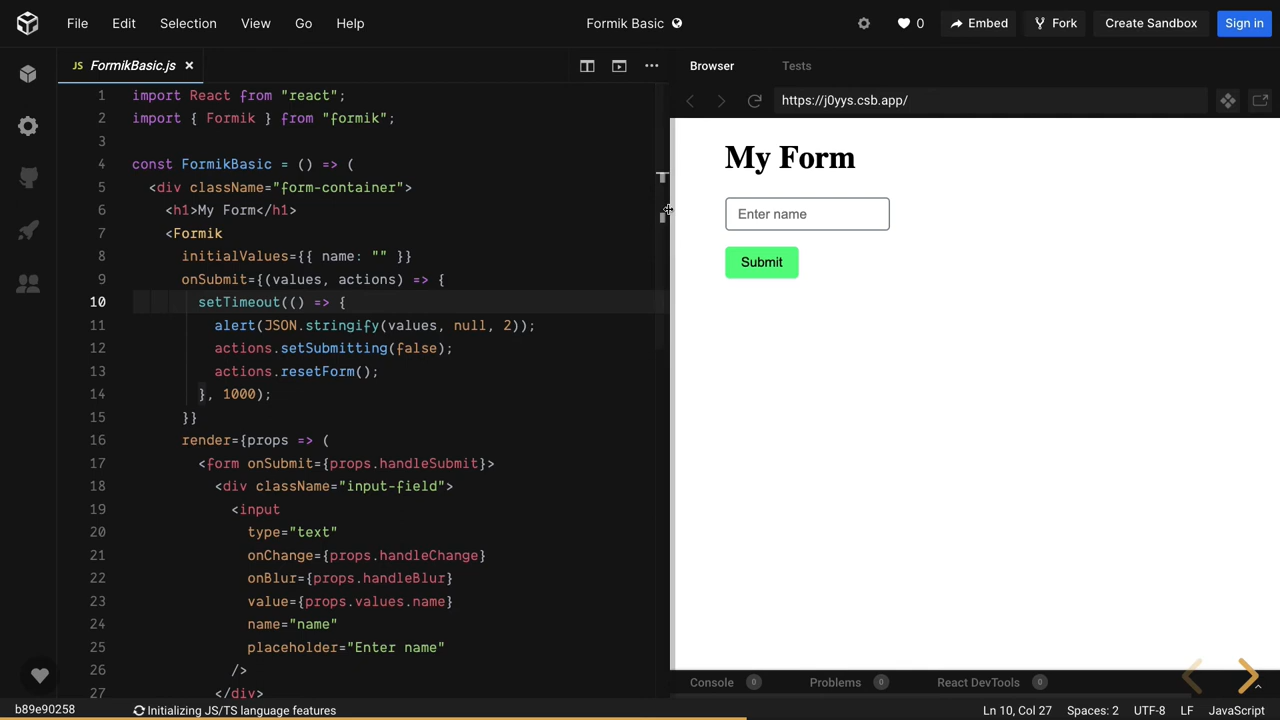 File Edit Selection View Go Help Formik Basic 0 Embed Fork Create Sandbox Sign in
JS FormikBasic.js × ···
1 import React from "react";
2 import { Formik } from "formik";
3
4 const FormikBasic = () => (
5 <div className="form-container">
6 <h1>My Form</h1>
7 <Formik
8 initialValues={{ name: "" }}
9 onSubmit={(values, actions) => {
10 setTimeout(() => {
11 alert(JSON.stringify(values, null, 2));
12 actions.setSubmitting(false);
13 actions.resetForm();
14 }, 1000);
15 }}
16 render={props => (
17 <form onSubmit={props.handleSubmit}>
18 <div className="input-field">
19 <input
20 type="text"
21 onChange={props.handleChange}
22 onBlur={props.handleBlur}
23 value={props.values.name}
24 name="name"
25 placeholder="Enter name"
26 />
27 </div>
Browser Tests
https://j0yys.csb.app/
My Form
Enter name
Submit
Console 0 Problems 0 React DevTools 0
b89e90258 Initializing JS/TS language features Ln 10, Col 27 Spaces: 2 UTF-8 LF JavaScript